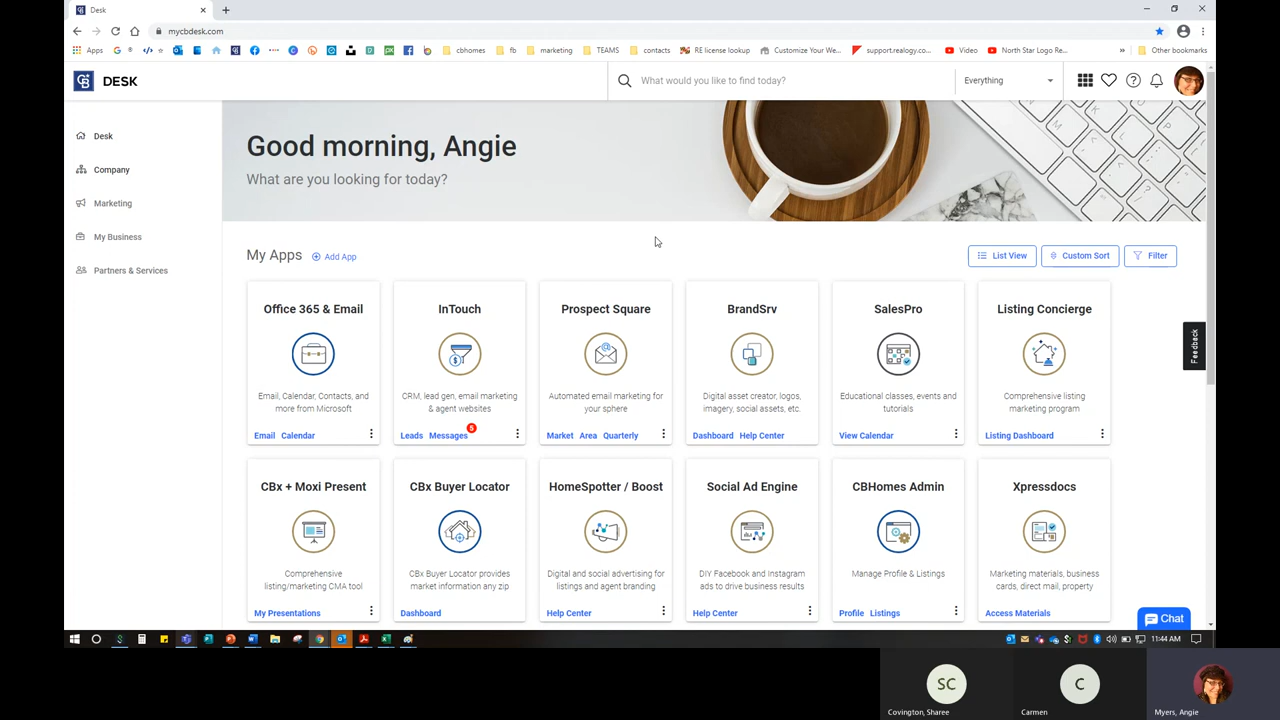 Desk
mycbdesk.com
Apps
cbhomes
fb
marketing
TEAMS
contacts
RE license lookup
Customize Your We...
support.realogy.co...
Video
North Star Logo Re...
»
Other bookmarks
CB
DESK
What would you like to find today?
Everything
Desk
Company
Marketing
My Business
Partners & Services
Good morning, Angie
What are you looking for today?
My Apps
Add App
List View
Custom Sort
Filter
Office 365 & Email
Email, Calendar, Contacts, and
more from Microsoft
Email Calendar
InTouch
CRM, lead gen, email marketing
& agent websites
Leads Messages 5
Prospect Square
Automated email marketing for
your sphere
Market Area Quarterly
BrandSrv
Digital asset creator, logos,
imagery, social assets, etc.
Dashboard Help Center
SalesPro
Educational classes, events and
tutorials
View Calendar
Listing Concierge
Comprehensive listing
marketing program
Listing Dashboard
Feedback
CBx + Moxi Present
Comprehensive
listing/marketing CMA tool
My Presentations
CBx Buyer Locator
CBx Buyer Locator provides
market information any zip
Dashboard
HomeSpotter / Boost
Digital and social advertising for
listings and agent branding
Help Center
Social Ad Engine
DIY Facebook and Instagram
ads to drive business results
Help Center
CBHomes Admin
Manage Profile & Listings
Profile Listings
Xpressdocs
Marketing materials, business
cards, direct mail, property
Access Materials
Chat
11:44 AM
SC
Covington, Sharee
C
Carmen
Myers, Angie